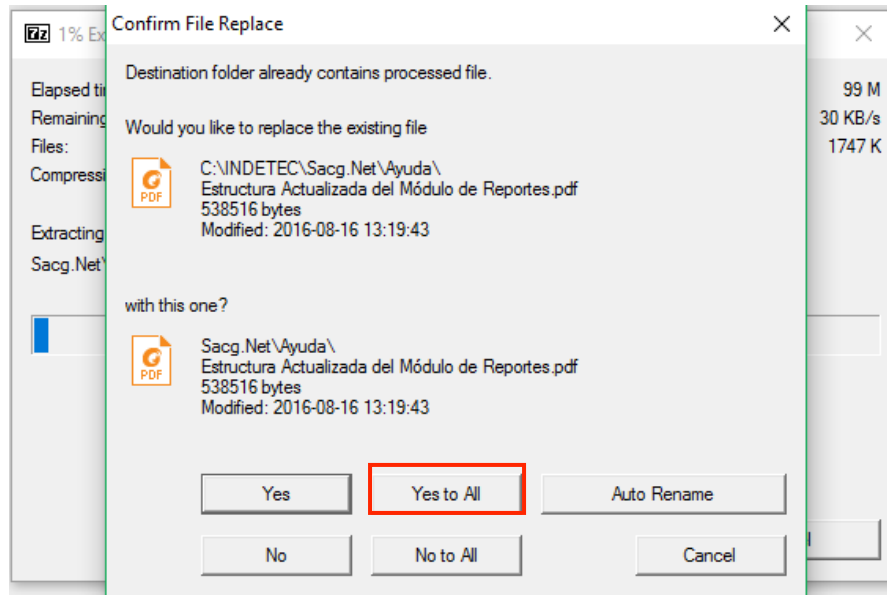 1% Ex
Confirm File Replace
Elapsed ti
99 M
Remaining
30 KB/s
Files:
1747 K
Compressi
Extracting
Sacg.Net\
Destination folder already contains processed file.
Would you like to replace the existing file
C:\INDETEC\Sacg.Net\Ayuda\
Estructura Actualizada del Módulo de Reportes.pdf
538516 bytes
Modified: 2016-08-16 13:19:43
PDF
with this one?
Sacg.Net\Ayuda\
Estructura Actualizada del Módulo de Reportes.pdf
538516 bytes
Modified: 2016-08-16 13:19:43
PDF
Yes
Yes to All
Auto Rename
No
No to All
Cancel
l